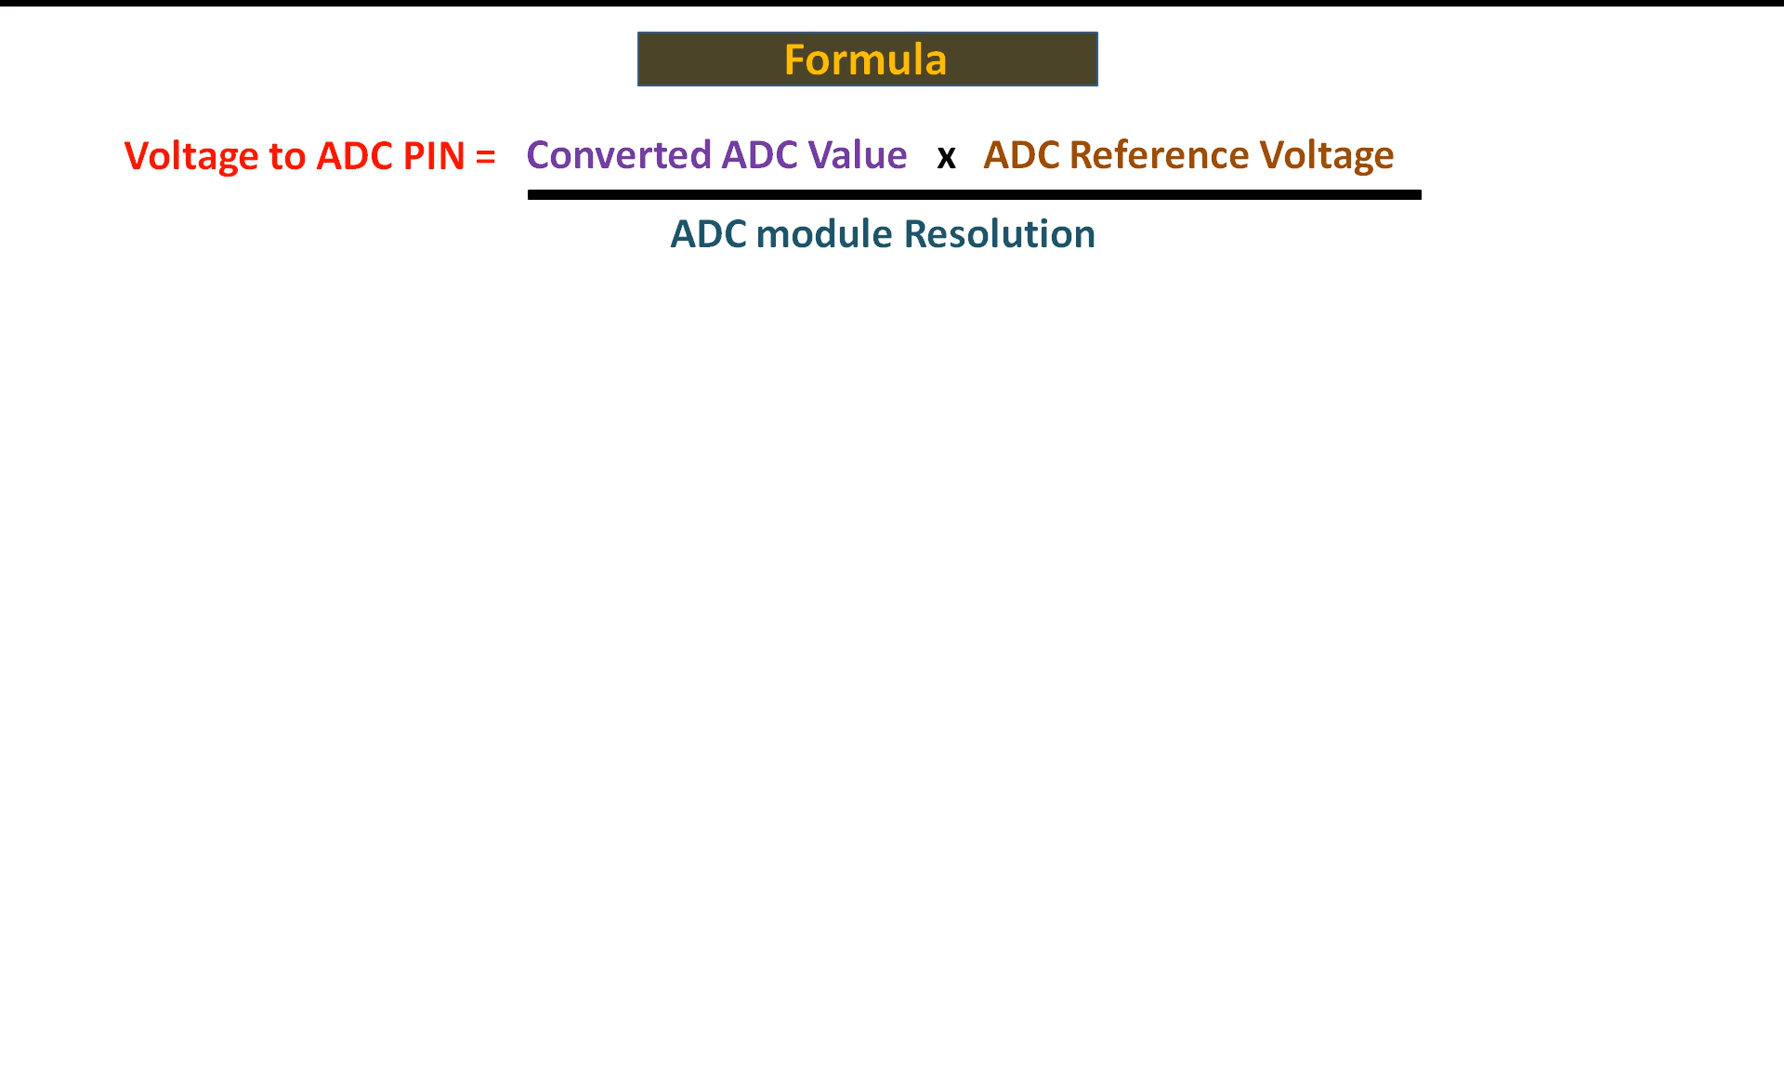 Formula
Voltage to ADC PIN = Converted ADC Value x ADC Reference Voltage
ADC module Resolution